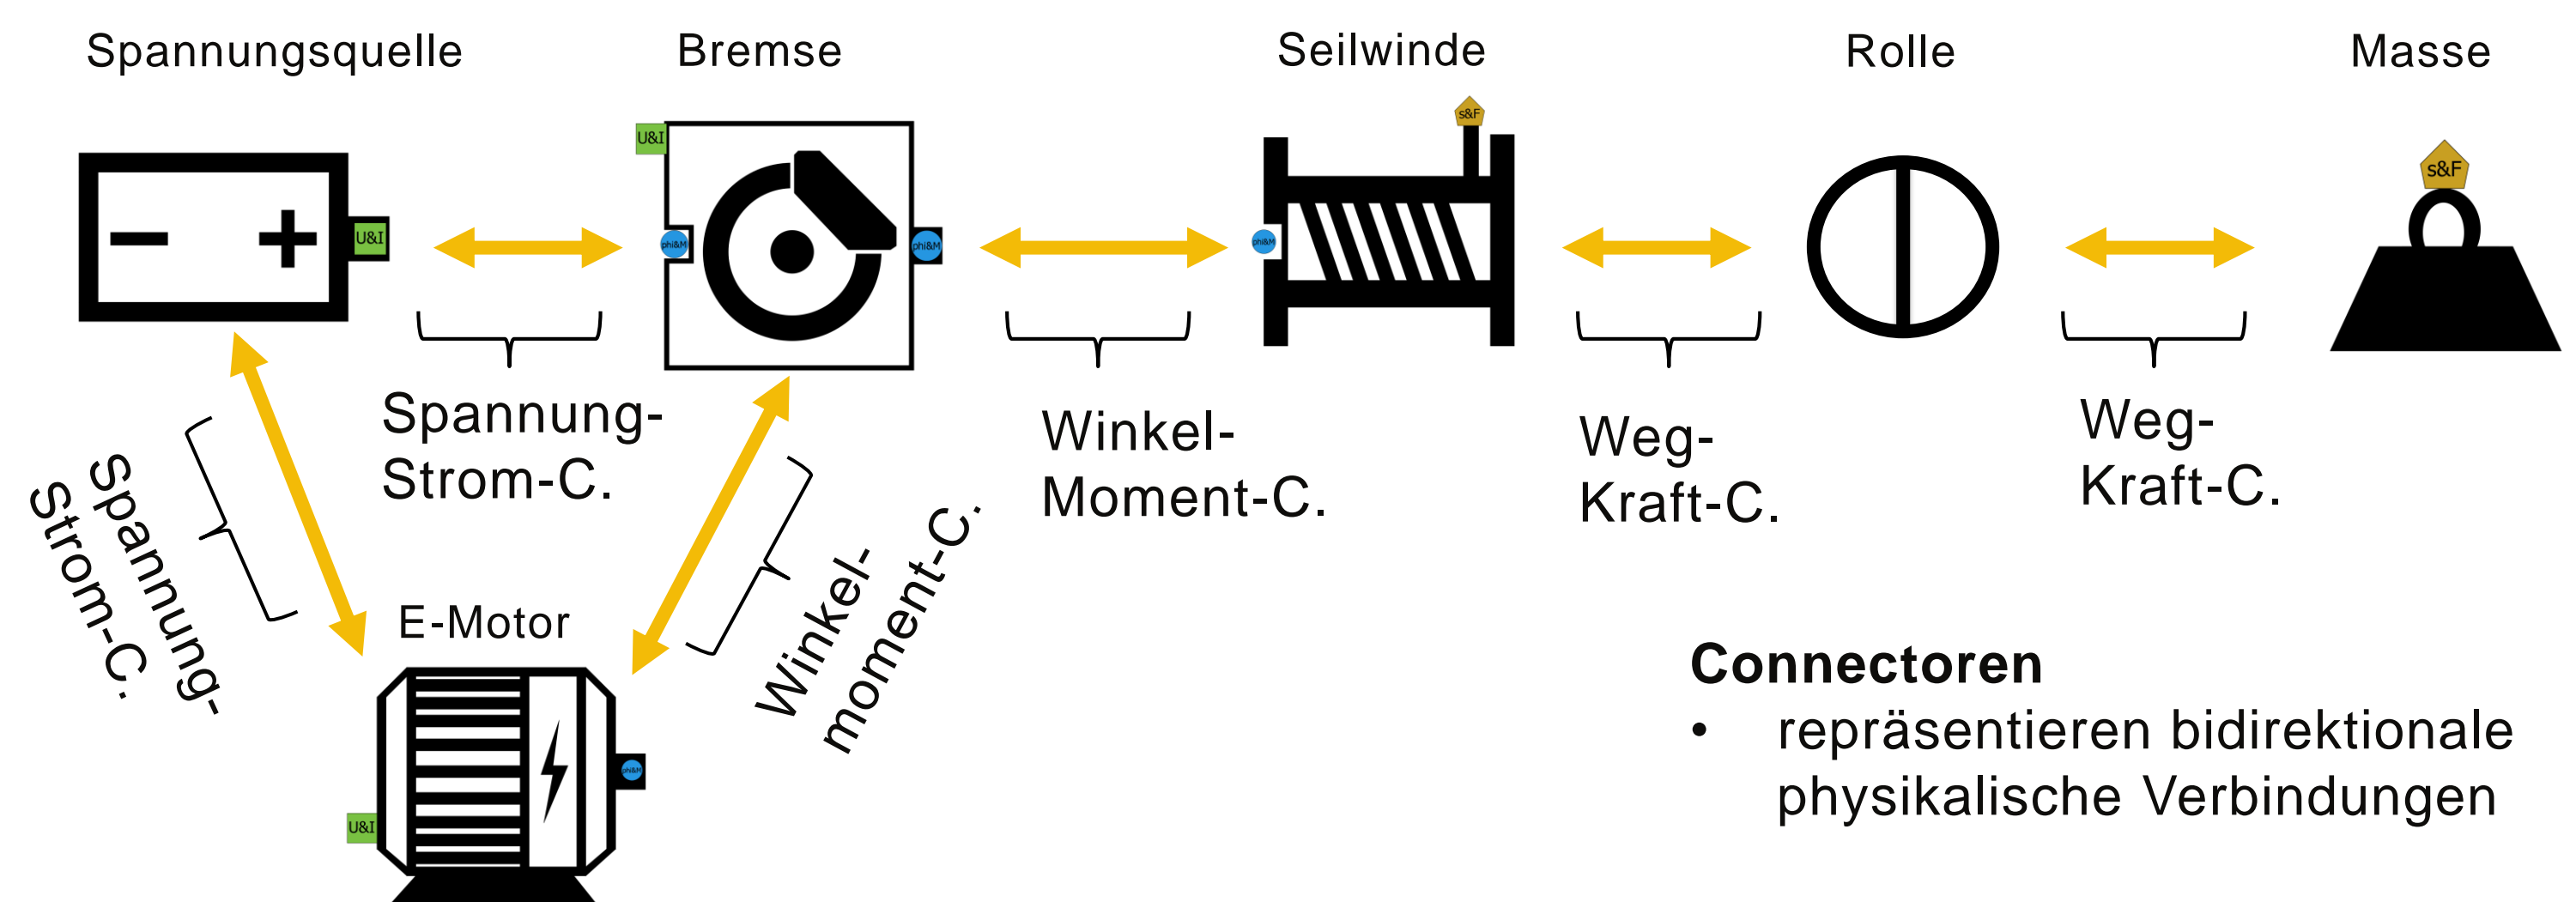 Spannungsquelle
Bremse
Seilwinde
Rolle
Masse
U&I
U&I
phi&M
phi&M
phi&M
s&F
s&F
Spannung-
Strom-C.
Winkel-
Moment-C.
Weg-
Kraft-C.
Weg-
Kraft-C.
Spannung-
Strom-C.
Winkel-
moment-C.
E-Motor
U&I
phi&M
Connectoren
• repräsentieren bidirektionale
physikalische Verbindungen